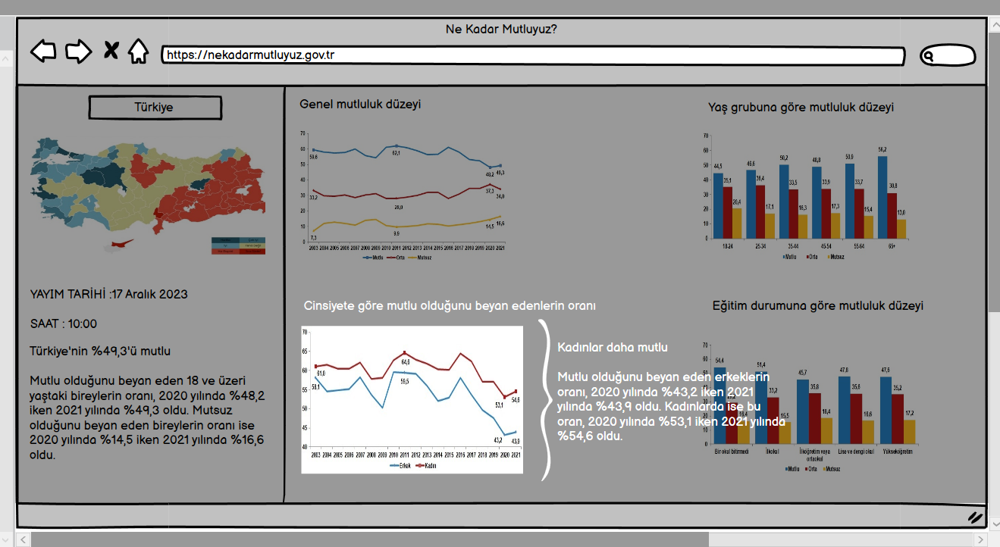 Ne Kadar Mutluyuz?
https://nekadarmutluyuz.gov.tr
Türkiye
YAYIM TARİHİ :17 Aralık 2023
SAAT : 10:00
Türkiye'nin %49,3'ü mutlu
Mutlu olduğunu beyan eden 18 ve üzeri
yaştaki bireylerin oranı, 2020 yılında %48,2
iken 2021 yılında %49,3 oldu. Mutsuz
olduğunu beyan eden bireylerin oranı ise
2020 yılında %14,5 iken 2021 yılında %16,6
oldu.
Genel mutluluk düzeyi
70
60
50
40
30
20
10
0
59,6
62,1
48,2
49,3
33,2
28,0
37,3
34,0
7,3
9,9
14,5
16,6
2003 2004 2005 2006 2007 2008 2009 2010 2011 2012 2013 2014 2015 2016 2017 2018 2019 2020 2021
Mutlu Orta Mutsuz
Yaş grubuna göre mutluluk düzeyi
70
60
50
40
30
20
10
0
44,5
35,1
20,4
46,6
36,4
17,1
50,2
33,5
16,3
48,8
33,9
17,3
50,9
33,7
15,4
56,2
30,8
13,0
18-24 25-34 35-44 45-54 55-64 65+
Mutlu Orta Mutsuz
Cinsiyete göre mutlu olduğunu beyan edenlerin oranı
70
65
60
55
50
45
40
61,0
58,1
64,6
59,5
53,1
54,6
43,2
43,9
2003 2004 2005 2006 2007 2008 2009 2010 2011 2012 2013 2014 2015 2016 2017 2018 2019 2020 2021
Erkek Kadın
Kadınlar daha mutlu
Mutlu olduğunu beyan eden erkeklerin
oranı, 2020 yılında %43,2 iken 2021
yılında %43,9 oldu. Kadınlarda ise bu
oran, 2020 yılında %53,1 iken 2021 yılında
%54,6 oldu.
Eğitim durumuna göre mutluluk düzeyi
70
60
50
40
30
20
10
0
54,4
51,4
33,2
15,5
45,7
35,8
18,4
47,6
35,8
16,6
47,6
35,2
17,2
Bir okul bitirmedi İlkokul İlköğretim veya Lise ve dengi okul Yükseköğretim
ortaokul
Mutlu Orta Mutsuz